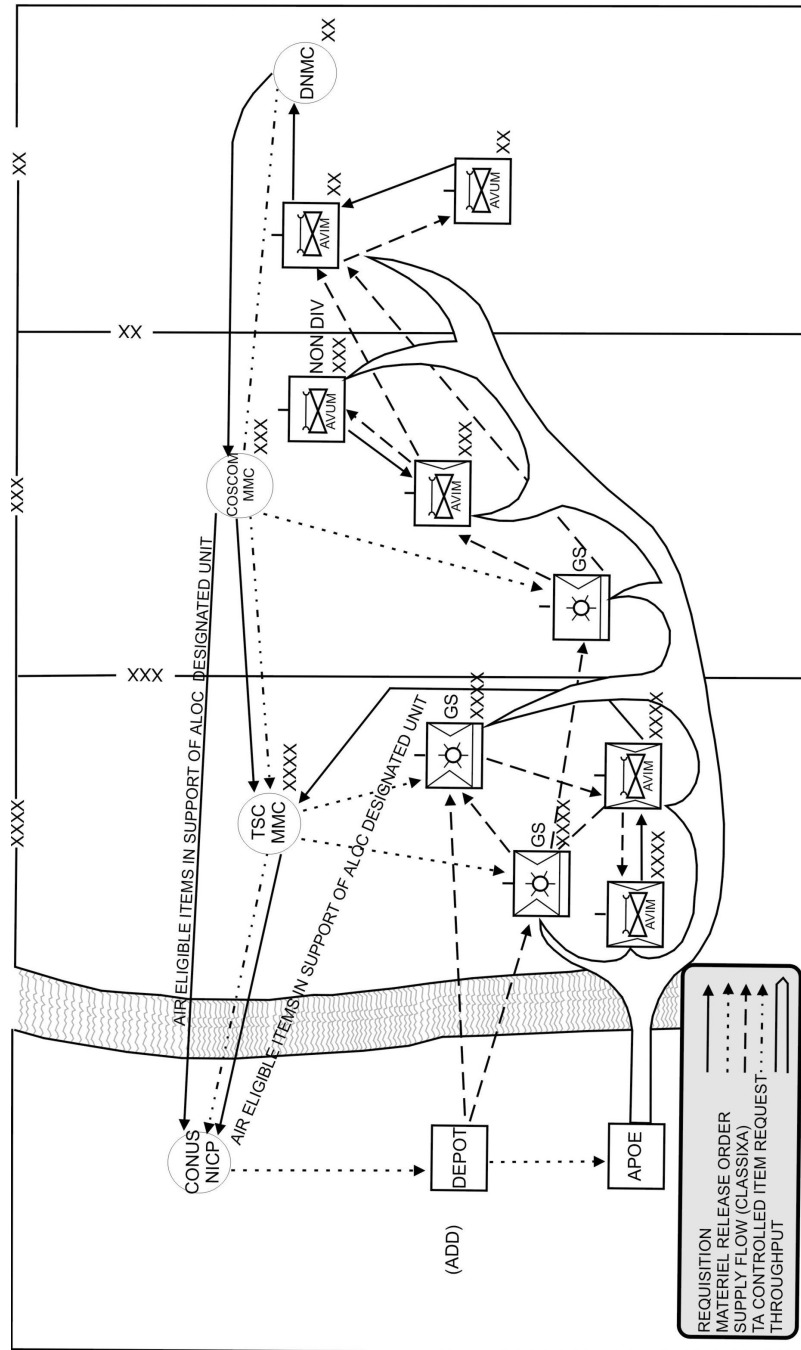 XXXX
XXX
XX
XX
XXX
AIR ELIGIBLE ITEMS IN SUPPORT OF ALOC DESIGNATED UNIT
CONUS
NICP
TSC
MMC
XXXX
COSCOM
MMC
XXX
DNMC
XX
AIR ELIGIBLE ITEMS IN SUPPORT OF ALOC DESIGNATED UNIT
AVUM
NON DIV
XXX
AVIM
XX
AVUM
XX
(ADD)
DEPOT
GS
XXXX
AVIM
XXX
GS
XXXX
GS
APOE
AVIM
XXXX
AVIM
XXXX
REQUISITION
MATERIEL RELEASE ORDER
SUPPLY FLOW (CLASSIXA)
TA CONTROLLED ITEM REQUEST
THROUGHPUT